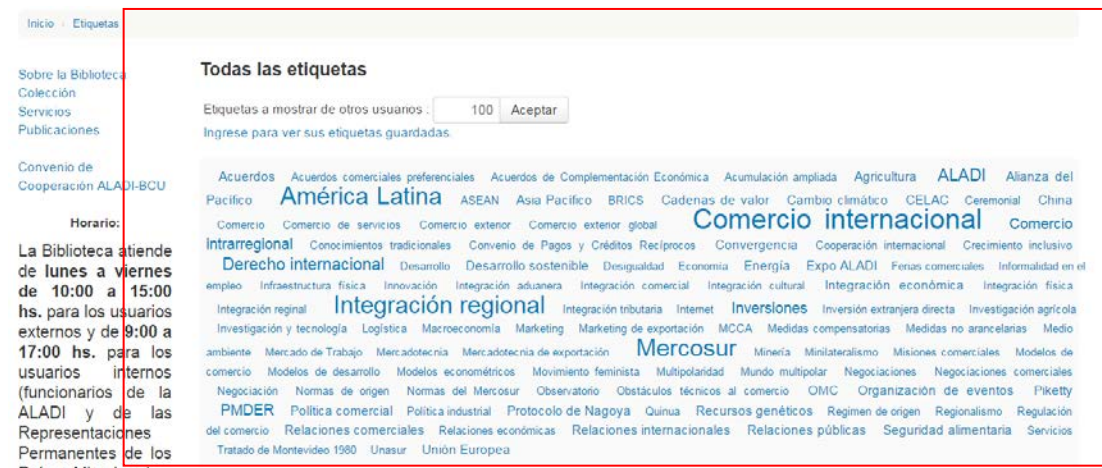 Inicio / Etiquetas
Sobre la Biblioteca
Colección
Servicios
Publicaciones
Convenio de
Cooperación ALADI-BCU
Horario:
La Biblioteca atiende
de lunes a viernes
de 10:00 a 15:00
hs. para los usuarios
externos y de 9:00 a
17:00 hs. para los
usuarios internos
(funcionarios de la
ALADI y de las
Representaciones
Permanentes de los
Todas las etiquetas
Etiquetas a mostrar de otros usuarios : 100 Aceptar
Ingrese para ver sus etiquetas guardadas
Acuerdos Acuerdos comerciales preferenciales Acuerdos de Complementación Económica Acumulación ampliada Agricultura ALADI Alianza del
Pacífico América Latina ASEAN Asia Pacífico BRICS Cadenas de valor Cambio climático CELAC Ceremonial China
Comercio Comercio de servicios Comercio exterior Comercio exterior global Comercio internacional Comercio
intrarregional Conocimientos tradicionales Convenio de Pagos y Créditos Recíprocos Convergencia Cooperación internacional Crecimiento inclusivo
Derecho internacional Desarrollo Desarrollo sostenible Desigualdad Economía Energía Expo ALADI Ferias comerciales Informalidad en el
empleo Infraestructura física Innovación Integración aduanera Integración comercial Integración cultural Integración económica Integración física
Integración reginal Integración regional Integración tributaria Internet Inversiones Inversión extranjera directa Investigación agrícola
Investigación y tecnología Logística Macroeconomía Marketing Marketing de exportación MCCA Medidas compensatorias Medidas no arancelarias Medio
ambiente Mercado de Trabajo Mercadotecnia Mercadotecnia de exportación Mercosur Minería Minilateralismo Misiones comerciales Modelos de
comercio Modelos de desarrollo Modelos econométricos Movimiento feminista Multipolaridad Mundo multipolar Negociaciones Negociaciones comerciales
Negociación Normas de origen Normas del Mercosur Observatorio Obstáculos técnicos al comercio OMC Organización de eventos Piketty
PMDER Política comercial Política industrial Protocolo de Nagoya Quinua Recursos genéticos Regimen de origen Regionalismo Regulación
del comercio Relaciones comerciales Relaciones económicas Relaciones internacionales Relaciones públicas Seguridad alimentaria Servicios
Tratado de Montevideo 1980 Unasur Unión Europea